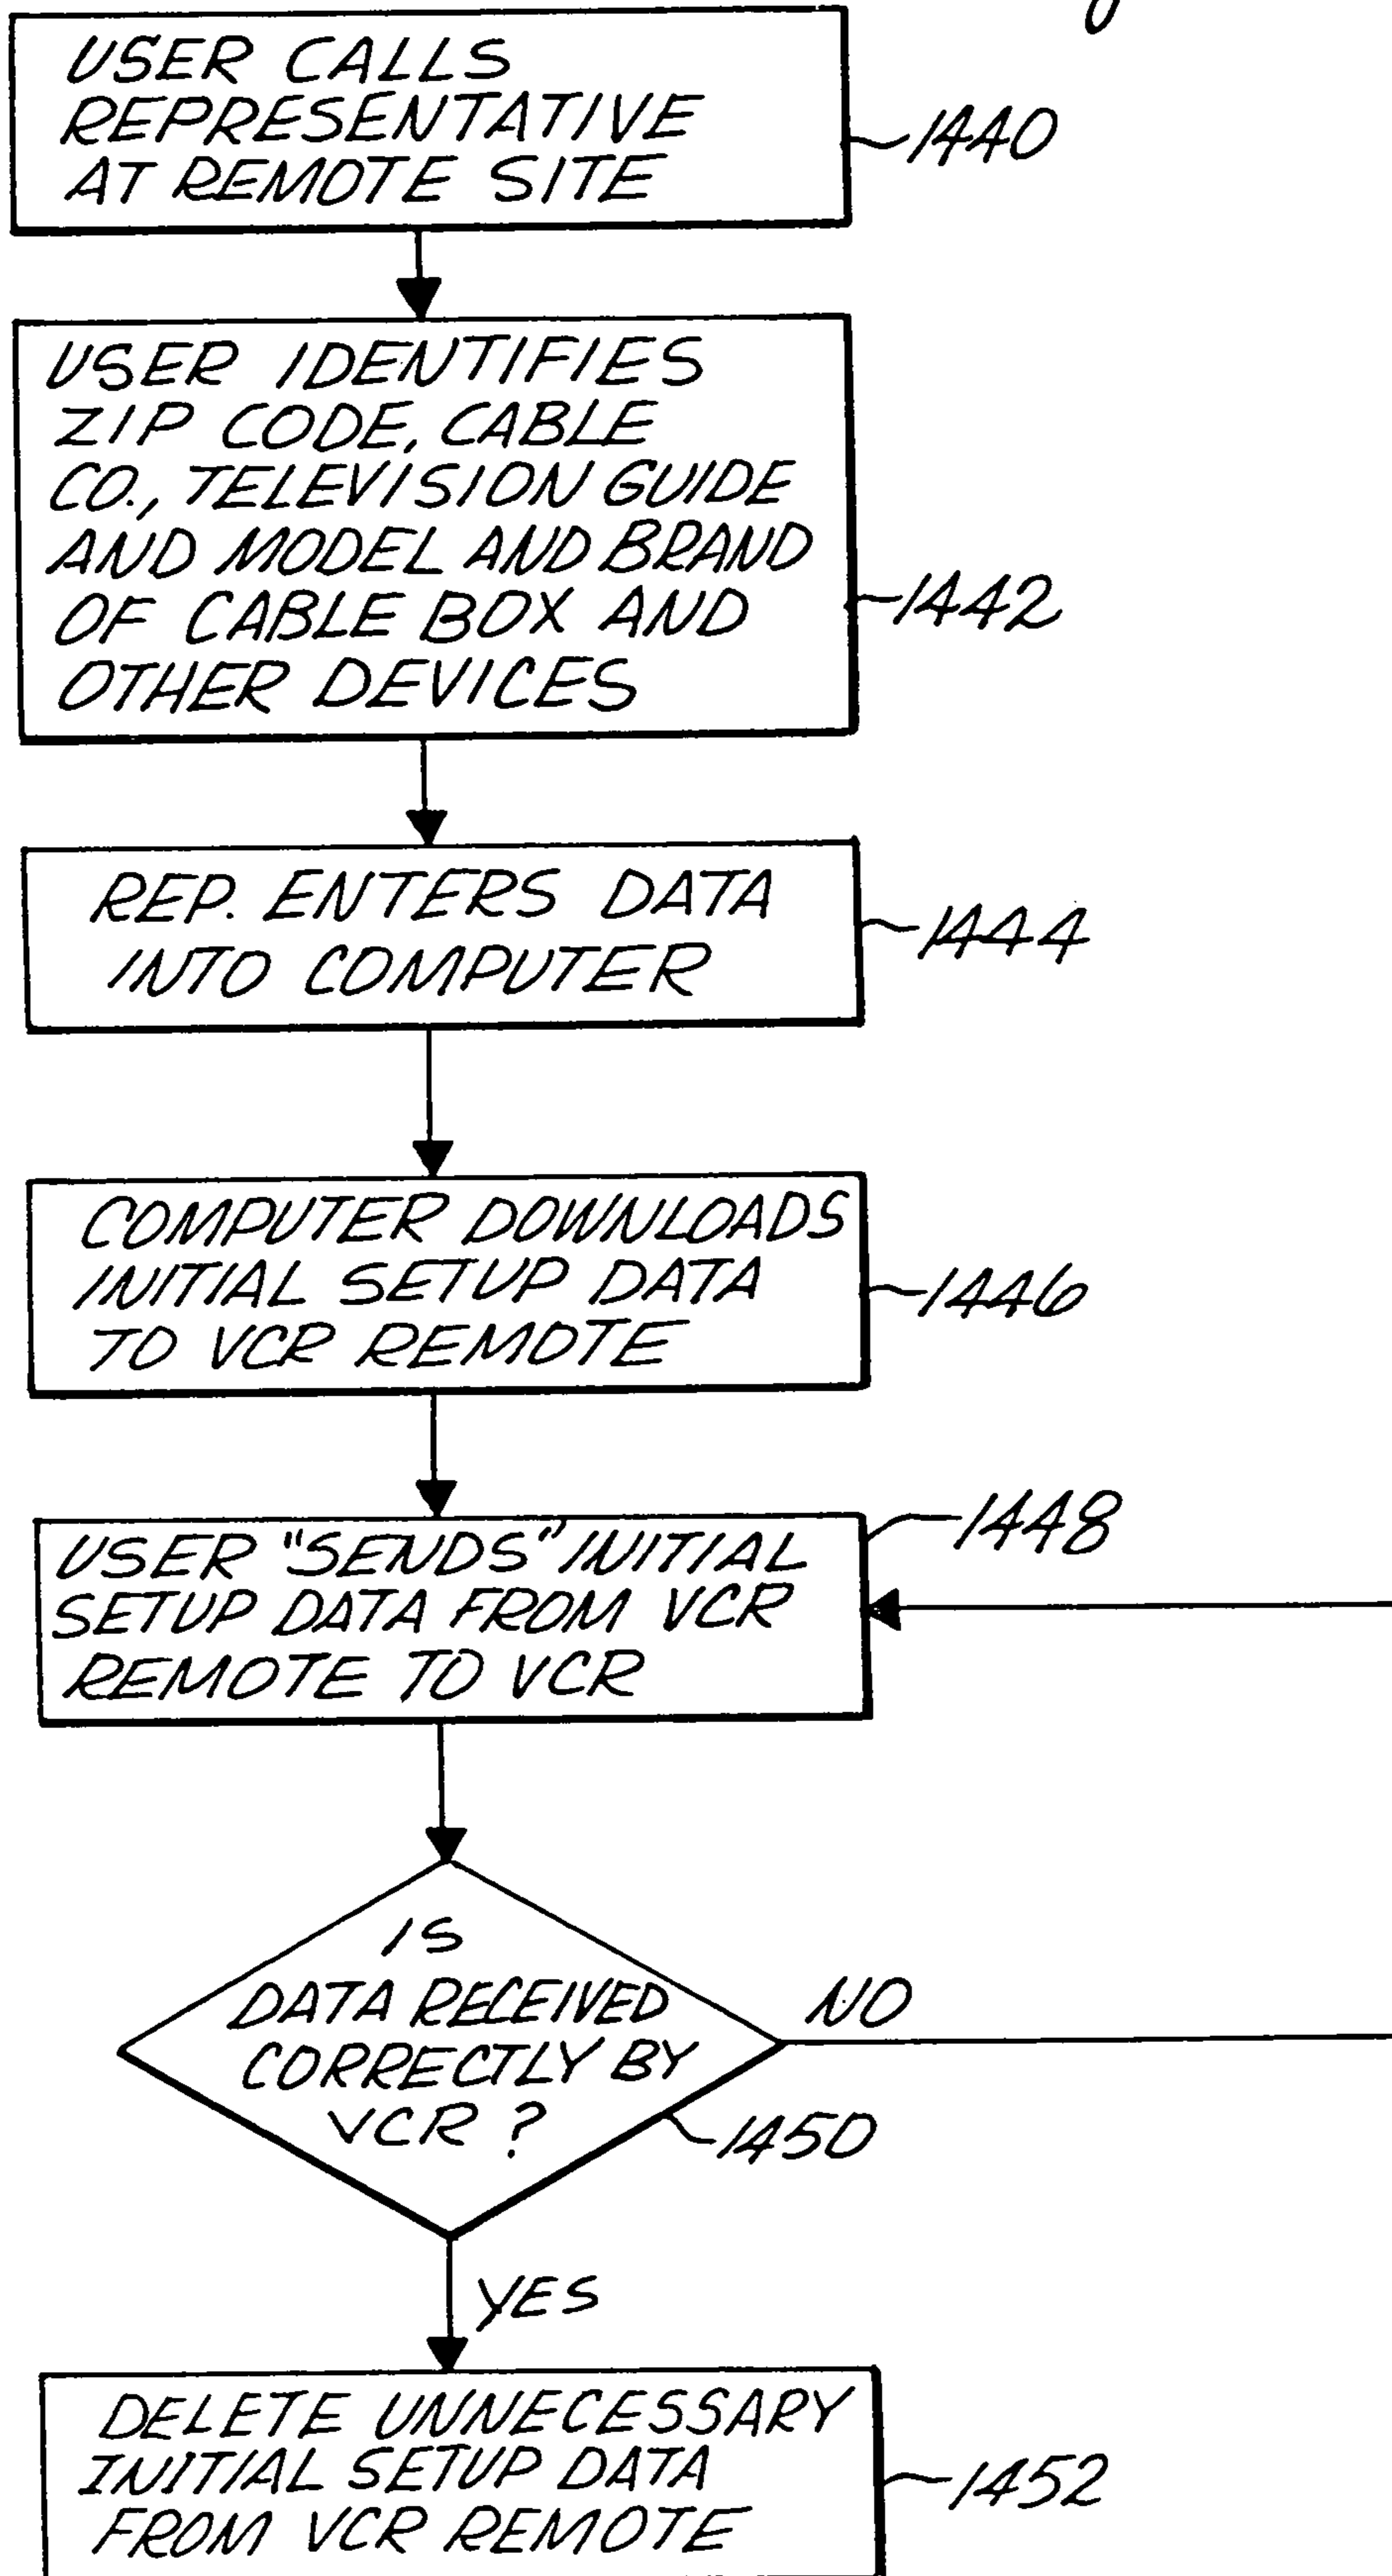 USER CALLS
REPRESENTATIVE
AT REMOTE SITE
1440
USER IDENTIFIES
ZIP CODE, CABLE
CO., TELEVISION GUIDE
AND MODEL AND BRAND
OF CABLE BOX AND
OTHER DEVICES
1442
REP. ENTERS DATA
INTO COMPUTER
1444
COMPUTER DOWNLOADS
INITIAL SETUP DATA
TO VCR REMOTE
1446
USER "SENDS" INITIAL
SETUP DATA FROM VCR
REMOTE TO VCR
1448
IS
DATA RECEIVED
CORRECTLY BY
VCR?
NO
1450
YES
DELETE UNNECESSARY
INITIAL SETUP DATA
FROM VCR REMOTE
1452